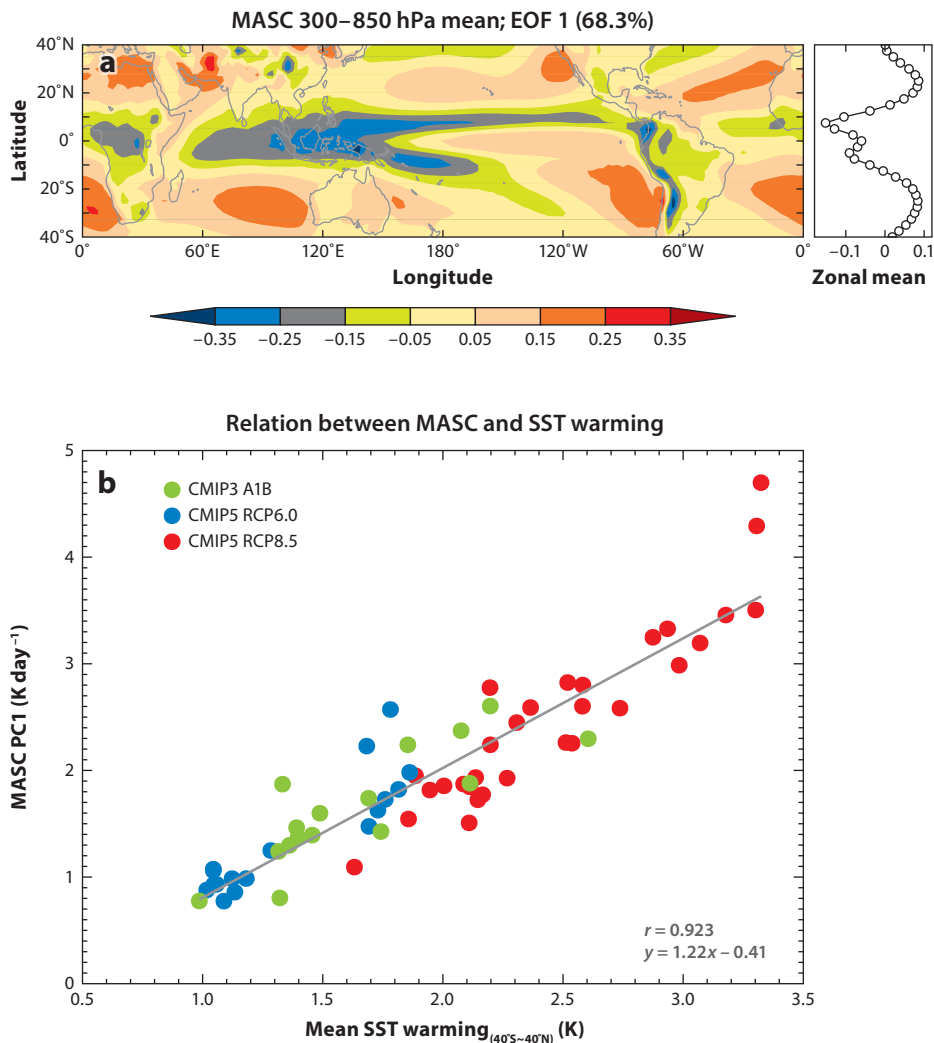 MASC 300–850 hPa mean; EOF 1 (68.3%)
a
40˚N
20˚N
0˚
20˚S
40˚S
Latitude
0˚ 60˚E 120˚E 180˚ 120˚W 60˚W 0˚
Longitude
−0.1 0 0.1
Zonal mean
−0.35 −0.25 −0.15 −0.05 0.05 0.15 0.25 0.35
Relation between MASC and SST warming
b
CMIP3 A1B
CMIP5 RCP6.0
CMIP5 RCP8.5
5
4
3
2
1
0
MASC PC1 (K day⁻¹)
r = 0.923
y = 1.22x – 0.41
0.5 1.0 1.5 2.0 2.5 3.0 3.5
Mean SST warming(40˚S~40˚N) (K)